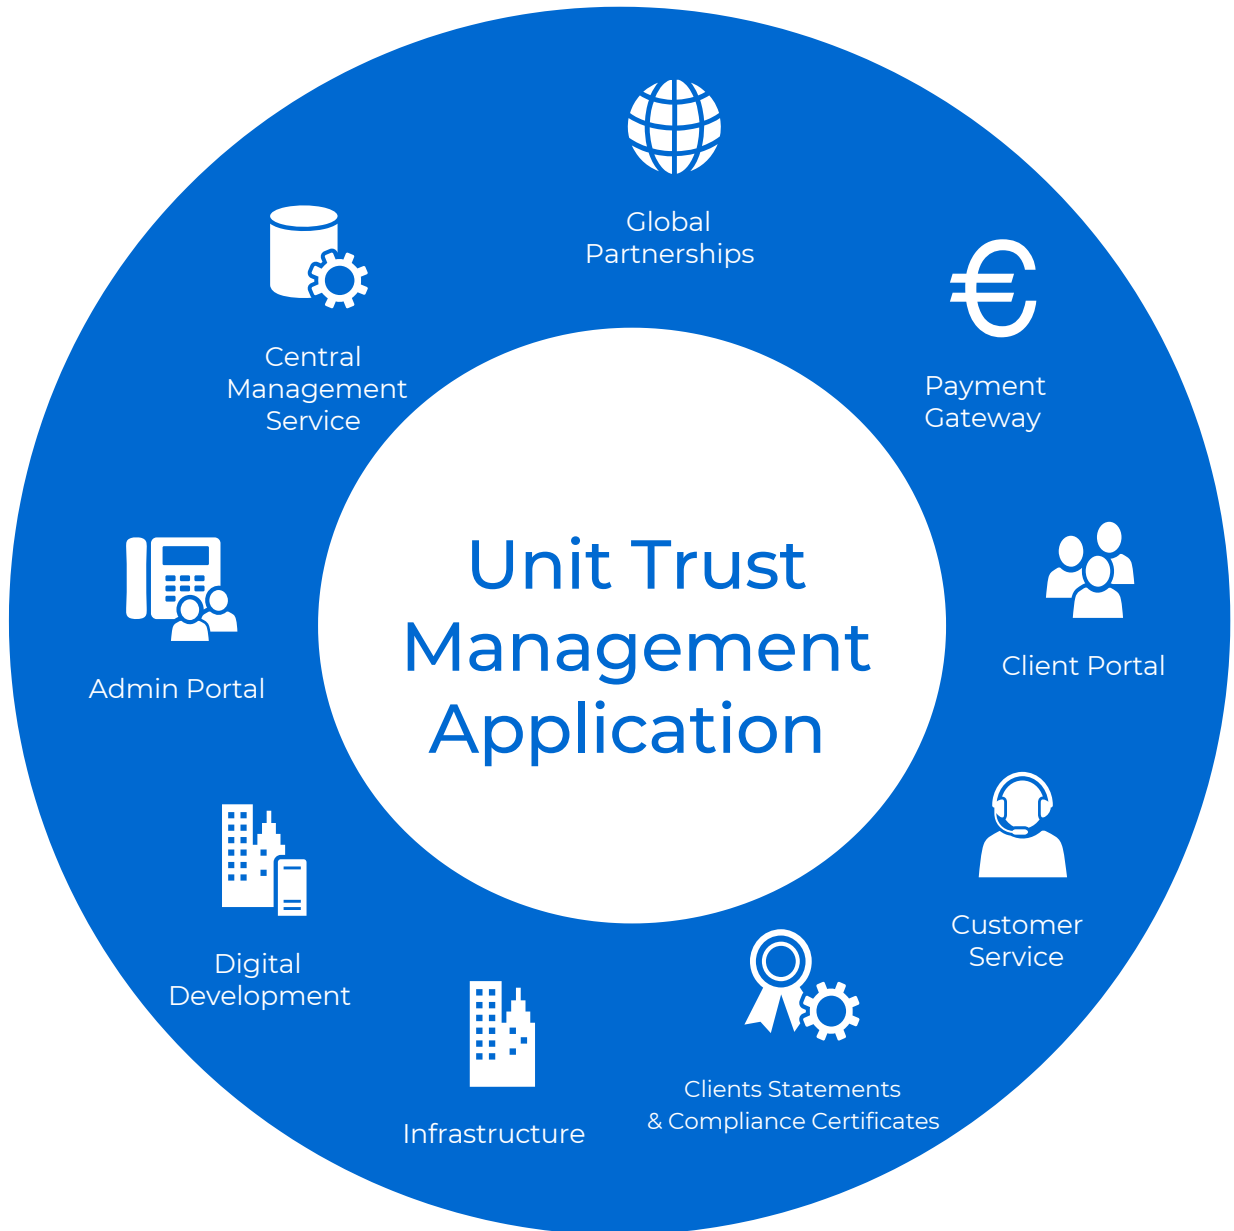 Global
Partnerships
Central
Management
Service
Payment
Gateway
Unit Trust
Management
Application
Admin Portal
Client Portal
Customer
Service
Digital
Development
Clients Statements
& Compliance Certificates
Infrastructure